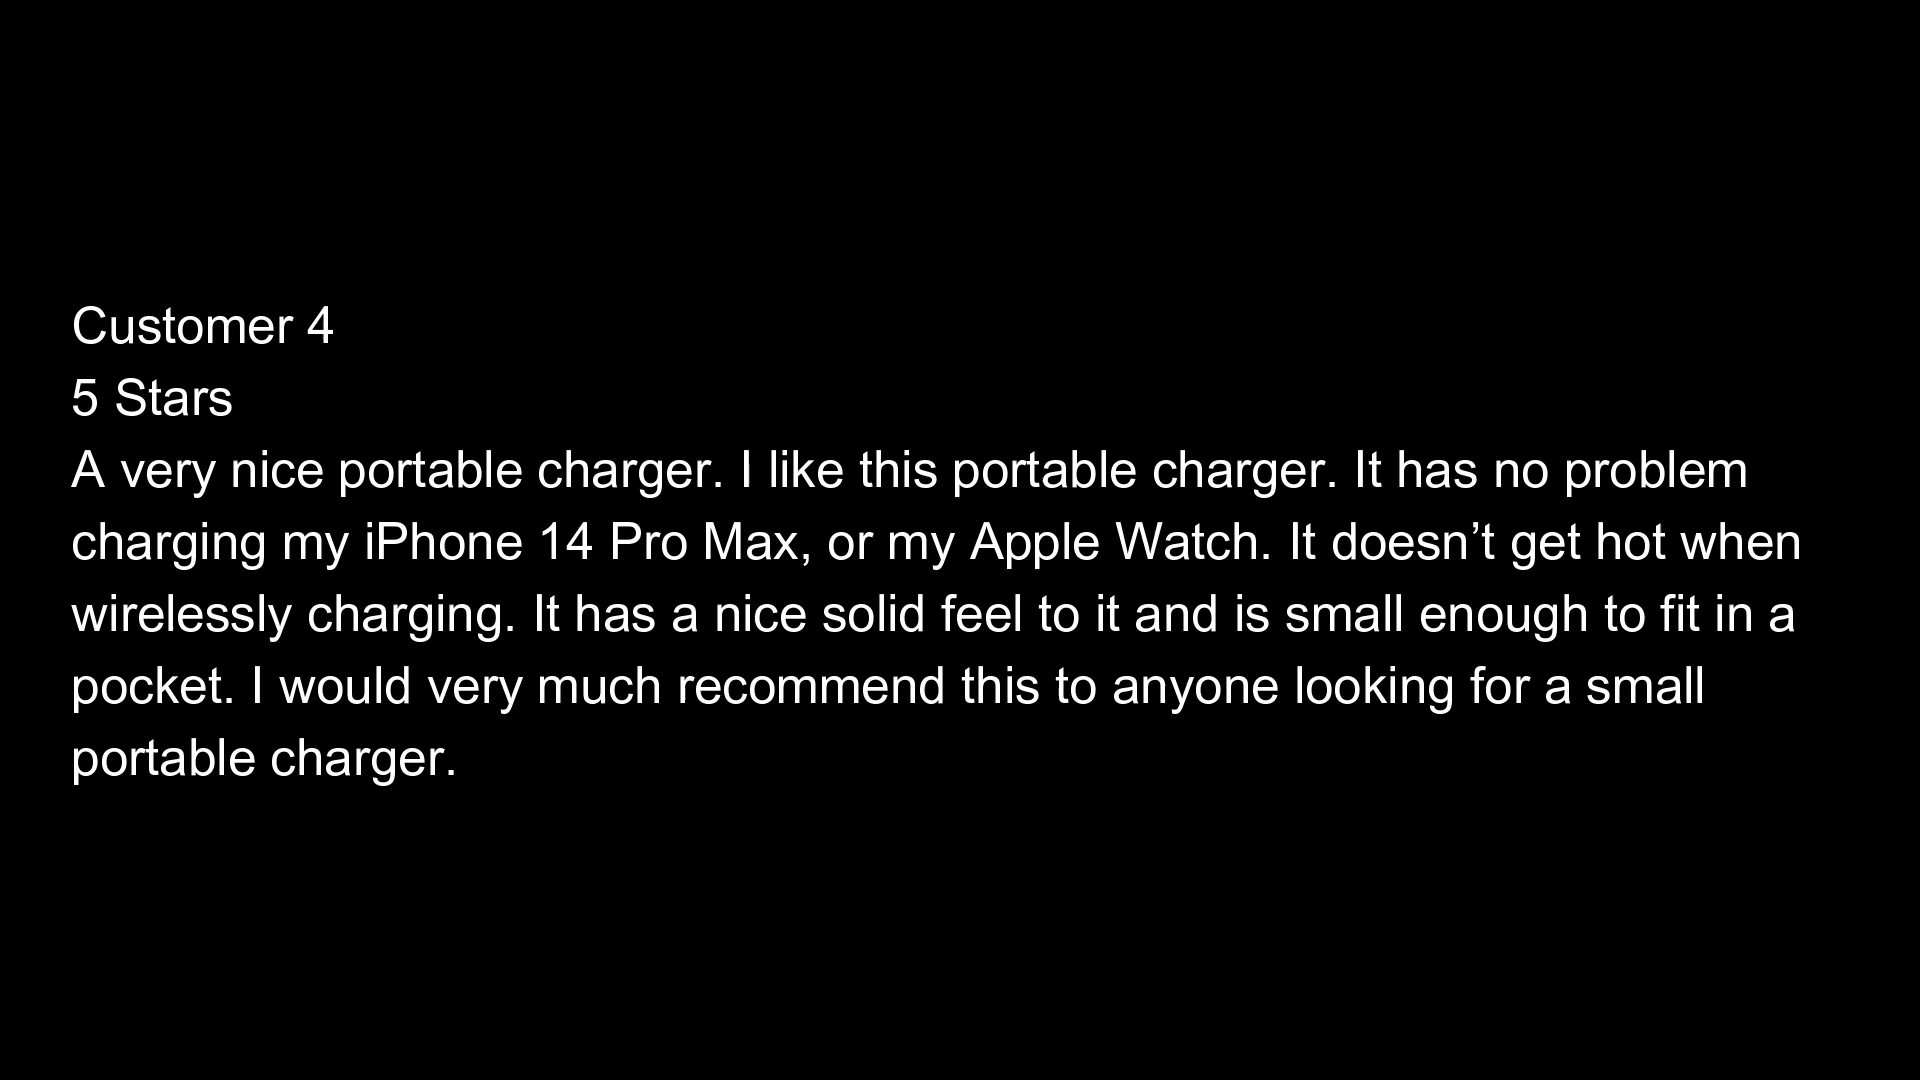 Customer 4
5 Stars
A very nice portable charger. I like this portable charger. It has no problem
charging my iPhone 14 Pro Max, or my Apple Watch. It doesn’t get hot when
wirelessly charging. It has a nice solid feel to it and is small enough to fit in a
pocket. I would very much recommend this to anyone looking for a small
portable charger.